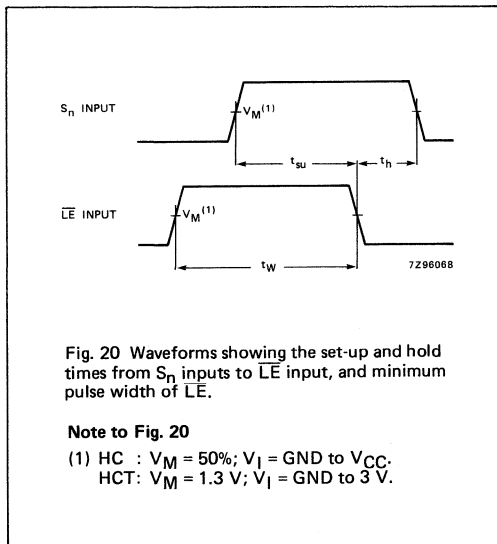 Sn INPUT
VM(1)
tsu
th
LE INPUT
VM(1)
7Z96068
tW
Fig. 20 Waveforms showing the set-up and hold
times from Sn inputs to LE input, and minimum
pulse width of LE.
Note to Fig. 20
(1) HC : VM = 50%; VI = GND to VCC.
HCT: VM = 1.3 V; VI = GND to 3 V.